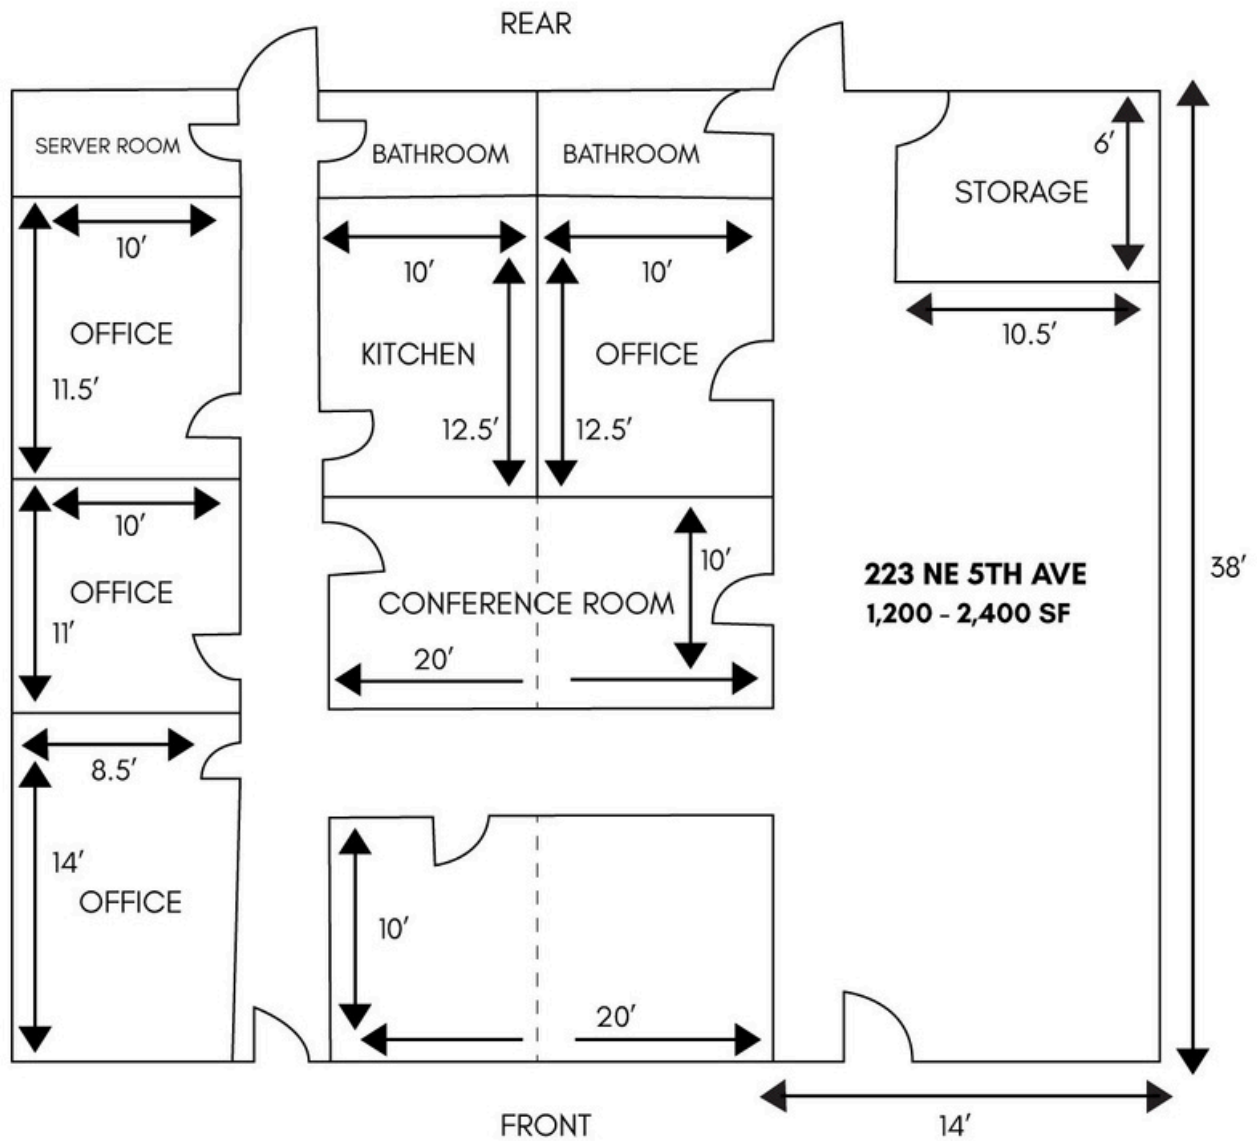 REAR
SERVER ROOM
BATHROOM
BATHROOM
6'
STORAGE
10'
10'
10'
10.5'
OFFICE
KITCHEN
OFFICE
11.5'
12.5'
12.5'
10'
OFFICE
11'
10'
CONFERENCE ROOM
20'
223 NE 5TH AVE
1,200 - 2,400 SF
38'
8.5'
14'
OFFICE
10'
20'
14'
FRONT